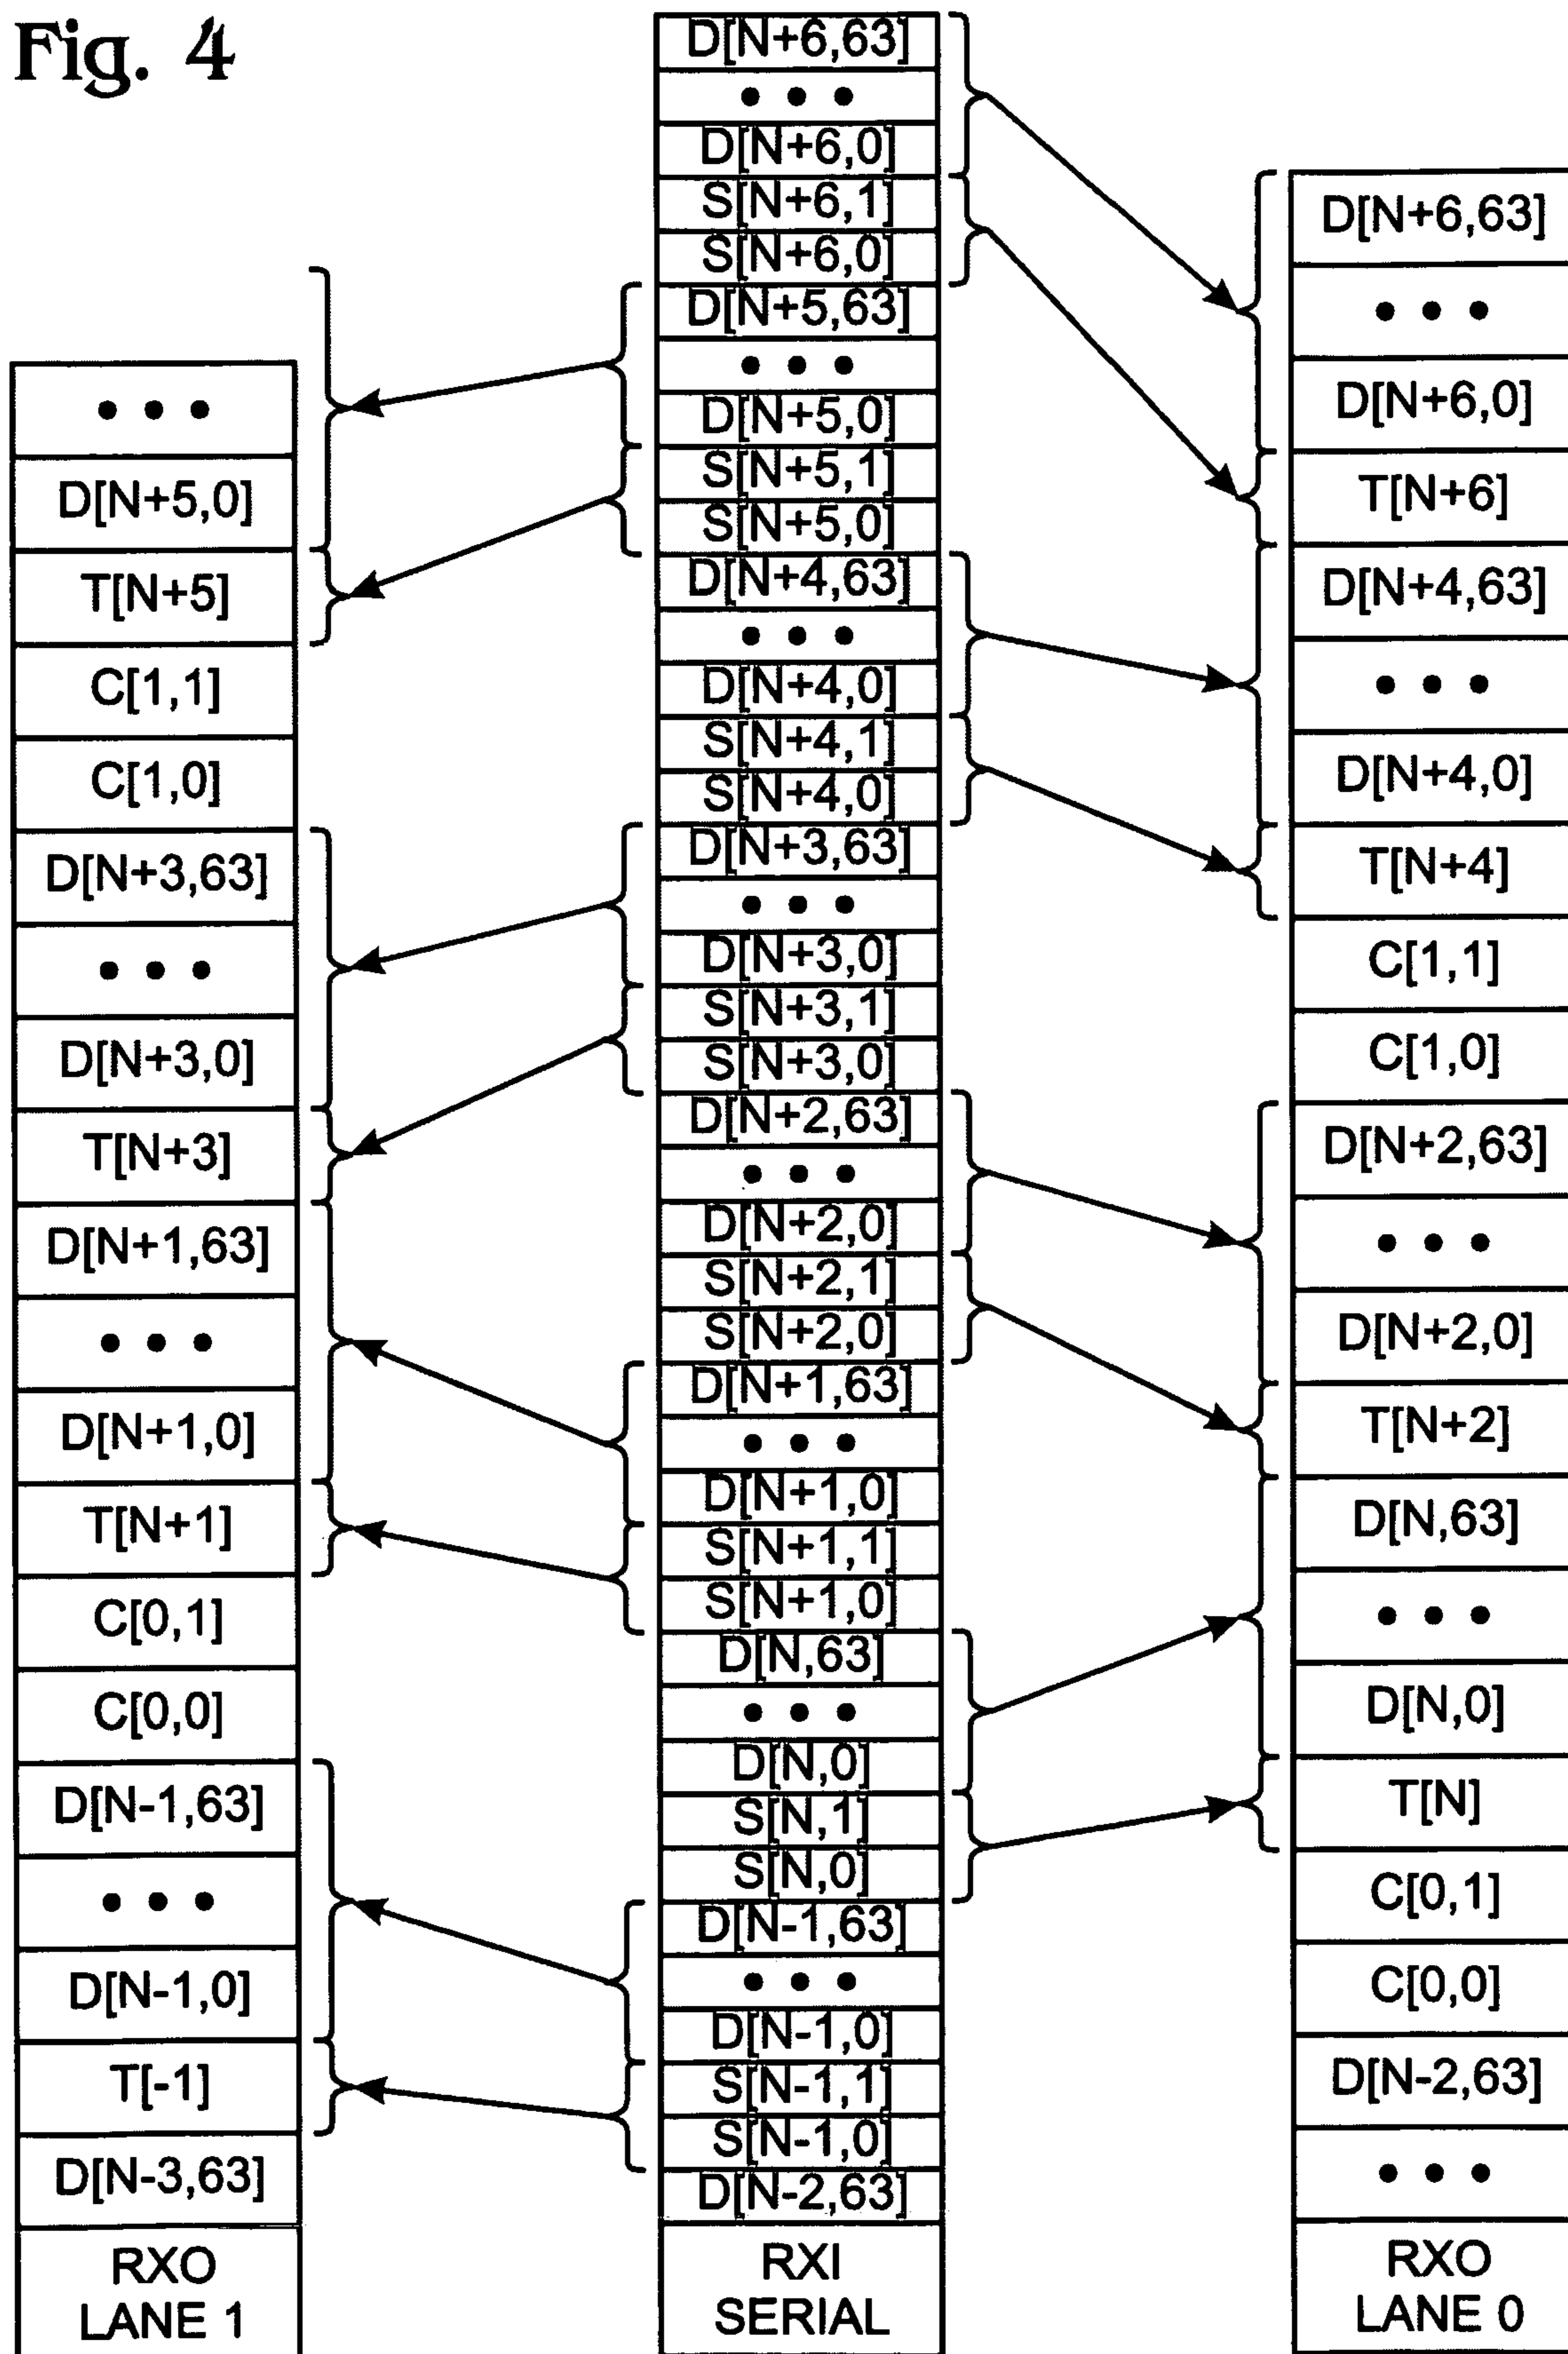 Fig. 4
• • •
D[N+5,0]
T[N+5]
C[1,1]
C[1,0]
D[N+3,63]
• • •
D[N+3,0]
T[N+3]
D[N+1,63]
• • •
D[N+1,0]
T[N+1]
C[0,1]
C[0,0]
D[N-1,63]
• • •
D[N-1,0]
T[-1]
D[N-3,63]
RXO
LANE 1
D[N+6,63]
• • •
D[N+6,0]
S[N+6,1]
S[N+6,0]
D[N+5,63]
• • •
D[N+5,0]
S[N+5,1]
S[N+5,0]
D[N+4,63]
• • •
D[N+4,0]
S[N+4,1]
S[N+4,0]
D[N+3,63]
• • •
D[N+3,0]
S[N+3,1]
S[N+3,0]
D[N+2,63]
• • •
D[N+2,0]
S[N+2,1]
S[N+2,0]
D[N+1,63]
• • •
D[N+1,0]
S[N+1,1]
S[N+1,0]
D[N,63]
• • •
D[N,0]
S[N,1]
S[N,0]
D[N-1,63]
• • •
D[N-1,0]
S[N-1,1]
S[N-1,0]
D[N-2,63]
RXI
SERIAL
D[N+6,63]
• • •
D[N+6,0]
T[N+6]
D[N+4,63]
• • •
D[N+4,0]
T[N+4]
C[1,1]
C[1,0]
D[N+2,63]
• • •
D[N+2,0]
T[N+2]
D[N,63]
• • •
D[N,0]
T[N]
C[0,1]
C[0,0]
D[N-2,63]
• • •
RXO
LANE 0